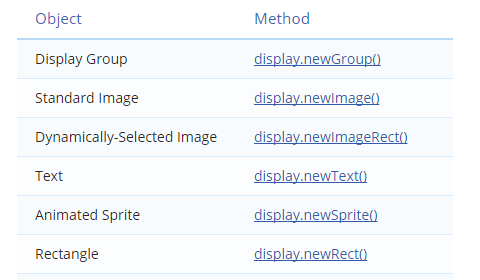 Object Method
Display Group display.newGroup()
Standard Image display.newImage()
Dynamically-Selected Image display.newImageRect()
Text display.newText()
Animated Sprite display.newSprite()
Rectangle display.newRect()